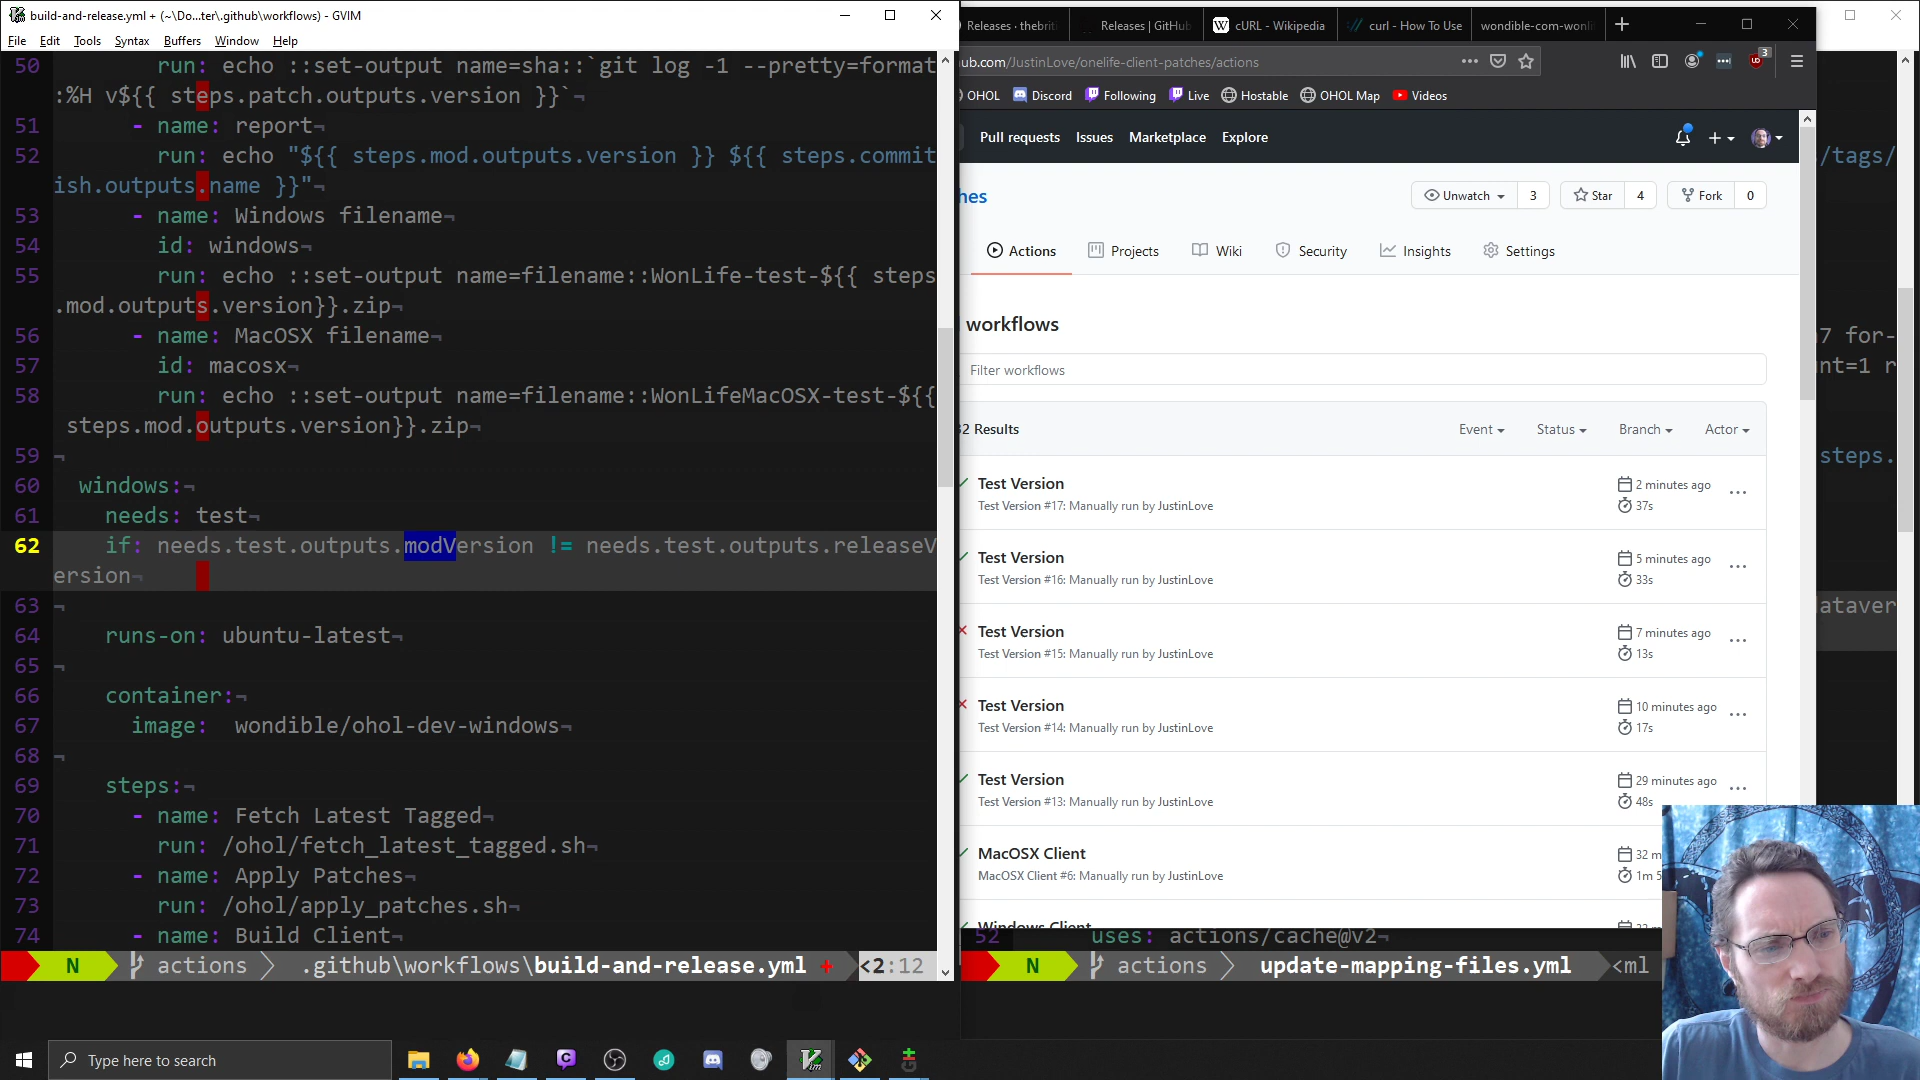 build-and-release.yml + (~\Do...ter\.github\workflows) - GVIM
File Edit Tools Syntax Buffers Window Help
50 run: echo ::set-output name=sha::`git log -1 --pretty=format
:%H v${{ steps.patch.outputs.version }}`¬
51 - name: report¬
52 run: echo "${{ steps.mod.outputs.version }} ${{ steps.commit
ish.outputs.name }}"¬
53 - name: Windows filename¬
54 id: windows¬
55 run: echo ::set-output name=filename::WonLife-test-${{ steps
.mod.outputs.version}}.zip¬
56 - name: MacOSX filename¬
57 id: macosx¬
58 run: echo ::set-output name=filename::WonLifeMacOSX-test-${{
steps.mod.outputs.version}}.zip¬
59 ¬
60 windows:¬
61 needs: test¬
62 if: needs.test.outputs.modVersion != needs.test.outputs.releaseV
ersion¬
63 ¬
64 runs-on: ubuntu-latest¬
65 ¬
66 container:¬
67 image: wondible/ohol-dev-windows¬
68 ¬
69 steps:¬
70 - name: Fetch Latest Tagged¬
71 run: /ohol/fetch_latest_tagged.sh¬
72 - name: Apply Patches¬
73 run: /ohol/apply_patches.sh¬
74 - name: Build Client¬
N actions .github\workflows\build-and-release.yml + <2:12
Releases · thebriti
Releases | GitHub
cURL - Wikipedia
curl - How To Use
wondible-com-wonli
ub.com/JustinLove/onelife-client-patches/actions
3
OHOL Discord Following Live Hostable OHOL Map Videos
Pull requests Issues Marketplace Explore
hes
Unwatch 3 Star 4 Fork 0
Actions Projects Wiki Security Insights Settings
workflows
Filter workflows
2 Results Event Status Branch Actor
Test Version 2 minutes ago
Test Version #17: Manually run by JustinLove 37s
Test Version 5 minutes ago
Test Version #16: Manually run by JustinLove 33s
Test Version 7 minutes ago
Test Version #15: Manually run by JustinLove 13s
Test Version 10 minutes ago
Test Version #14: Manually run by JustinLove 17s
Test Version 29 minutes ago
Test Version #13: Manually run by JustinLove 48s
MacOSX Client 32 m
MacOSX Client #6: Manually run by JustinLove 1m 5
Windows Client
52 uses: actions/cache@v2¬
N actions update-mapping-files.yml <ml
/tags/
7 for-
nt=1 r
steps.
ataver
Type here to search